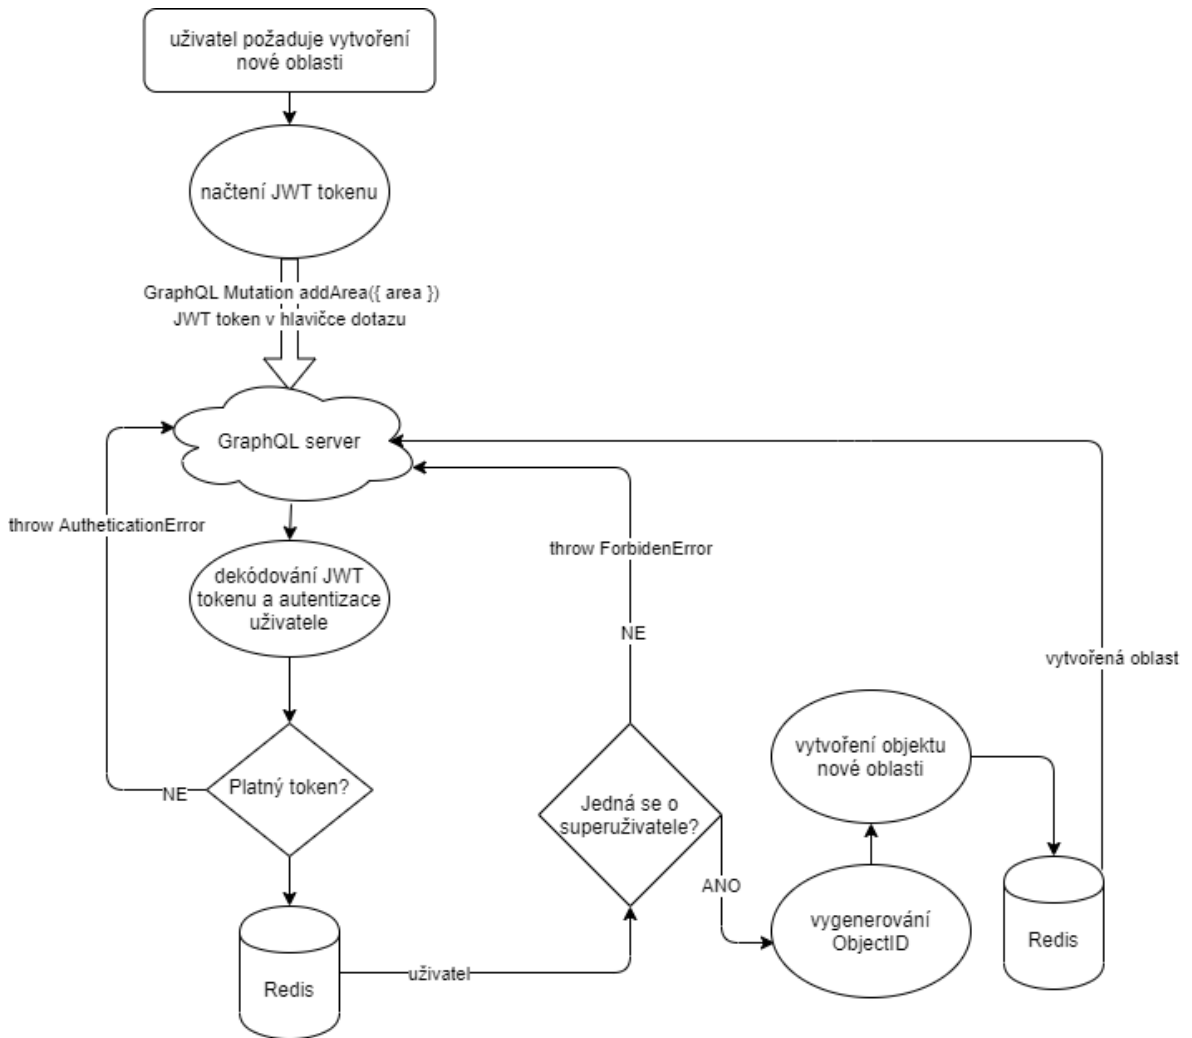 uživatel požaduje vytvoření
nové oblasti
načtení JWT tokenu
GraphQL Mutation addArea({ area })
JWT token v hlavičce dotazu
GraphQL server
throw AutheticationError
throw ForbidenError
dekódování JWT
tokenu a autentizace
uživatele
NE
vytvořená oblast
vytvoření objektu
nové oblasti
Platný token?
NE
Jedná se o
superuživatele?
ANO
vygenerování
ObjectID
Redis
uživatel
Redis